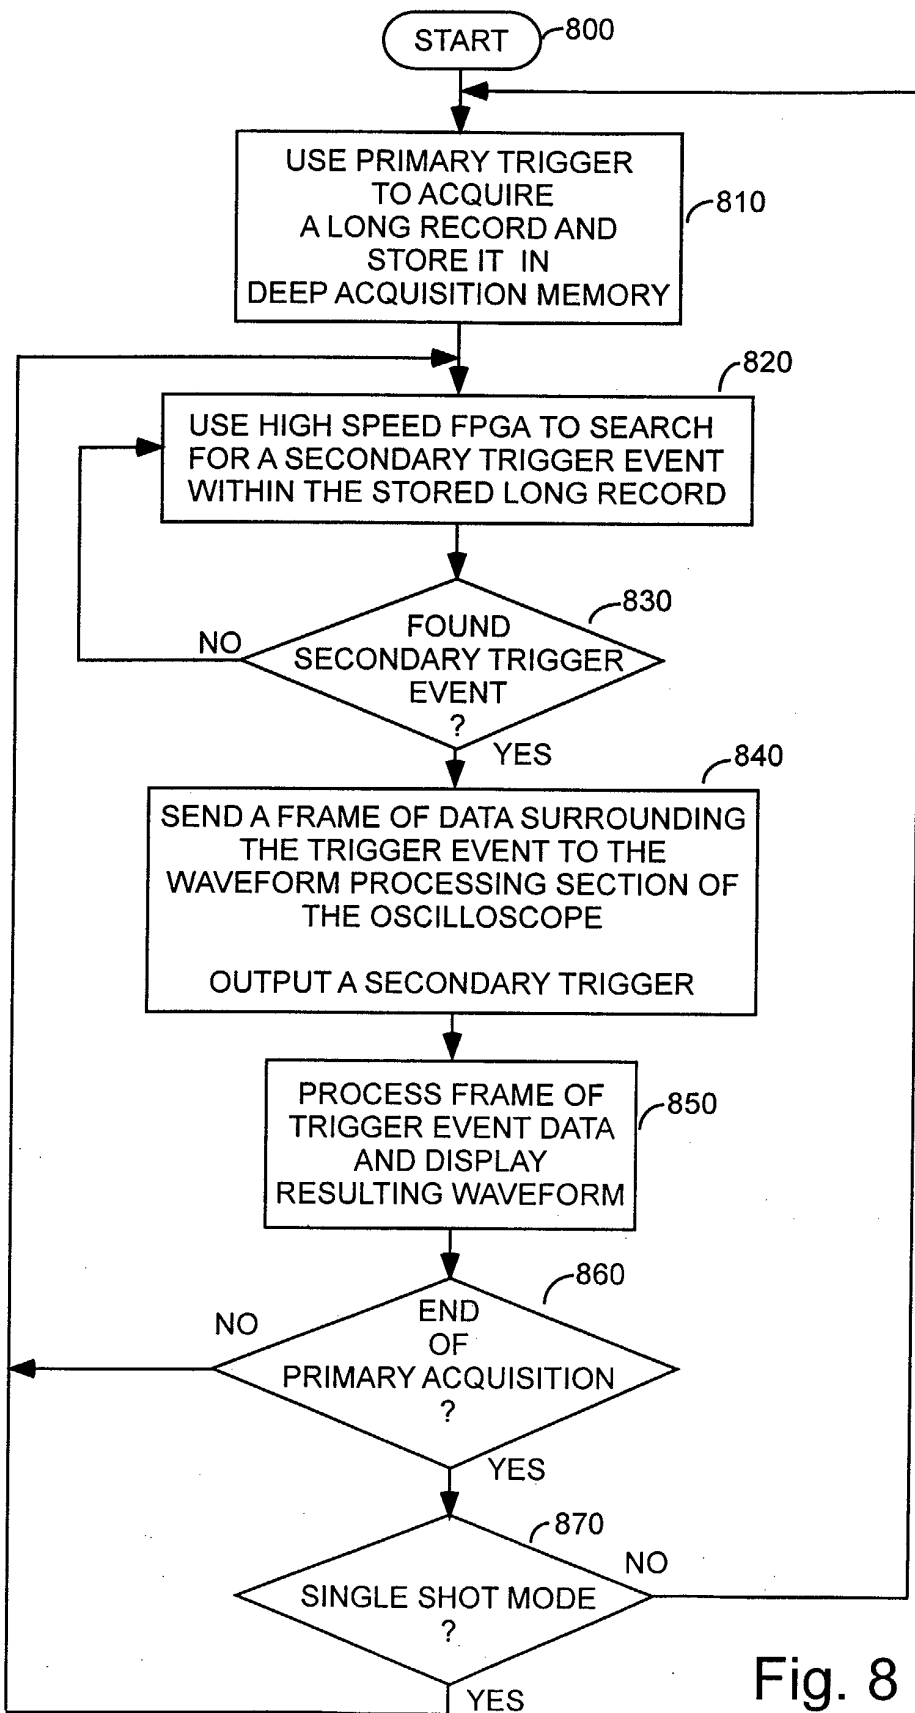 START
800
USE PRIMARY TRIGGER
TO ACQUIRE
A LONG RECORD AND
STORE IT IN
DEEP ACQUISITION MEMORY
810
820
USE HIGH SPEED FPGA TO SEARCH
FOR A SECONDARY TRIGGER EVENT
WITHIN THE STORED LONG RECORD
830
NO
FOUND
SECONDARY TRIGGER
EVENT
?
YES
840
SEND A FRAME OF DATA SURROUNDING
THE TRIGGER EVENT TO THE
WAVEFORM PROCESSING SECTION OF
THE OSCILLOSCOPE
OUTPUT A SECONDARY TRIGGER
PROCESS FRAME OF
TRIGGER EVENT DATA
AND DISPLAY
RESULTING WAVEFORM
850
860
NO
END
OF
PRIMARY ACQUISITION
?
YES
870
NO
SINGLE SHOT MODE
?
YES
Fig. 8